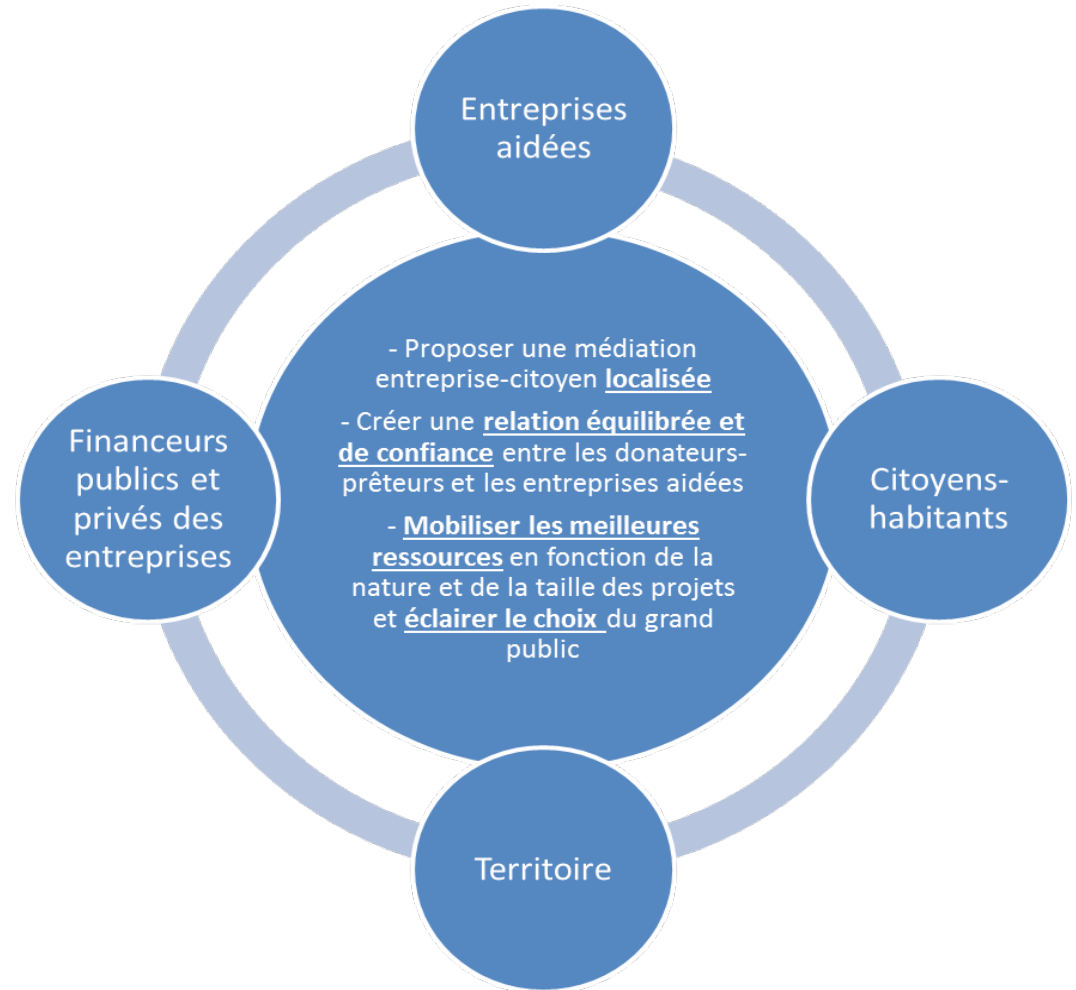 Entreprises
aidées
- Proposer une médiation
entreprise-citoyen localisée
- Créer une relation équilibrée et
de confiance entre les donateurs-
prêteurs et les entreprises aidées
- Mobiliser les meilleures
ressources en fonction de la
nature et de la taille des projets
et éclairer le choix du grand
public
Financeurs
publics et
privés des
entreprises
Citoyens-
habitants
Territoire